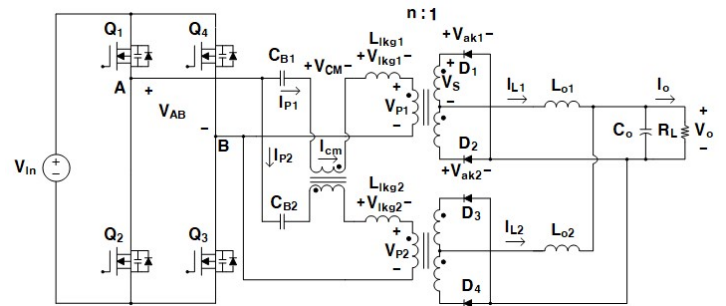 n : 1
Q1
Q4
Llkg1
+Vak1−
CB1
+VCM−
+Vlkg1−
D1
A
+
IP1
+
VP1
−
+
VS
−
IL1
Lo1
Io
VAB
−
B
Co
RL
+
Vo
−
IP2
Icm
D2
VIn
+
−
Llkg2
+Vak2−
CB2
+Vlkg2−
D3
Q2
Q3
+
VP2
−
IL2
Lo2
D4